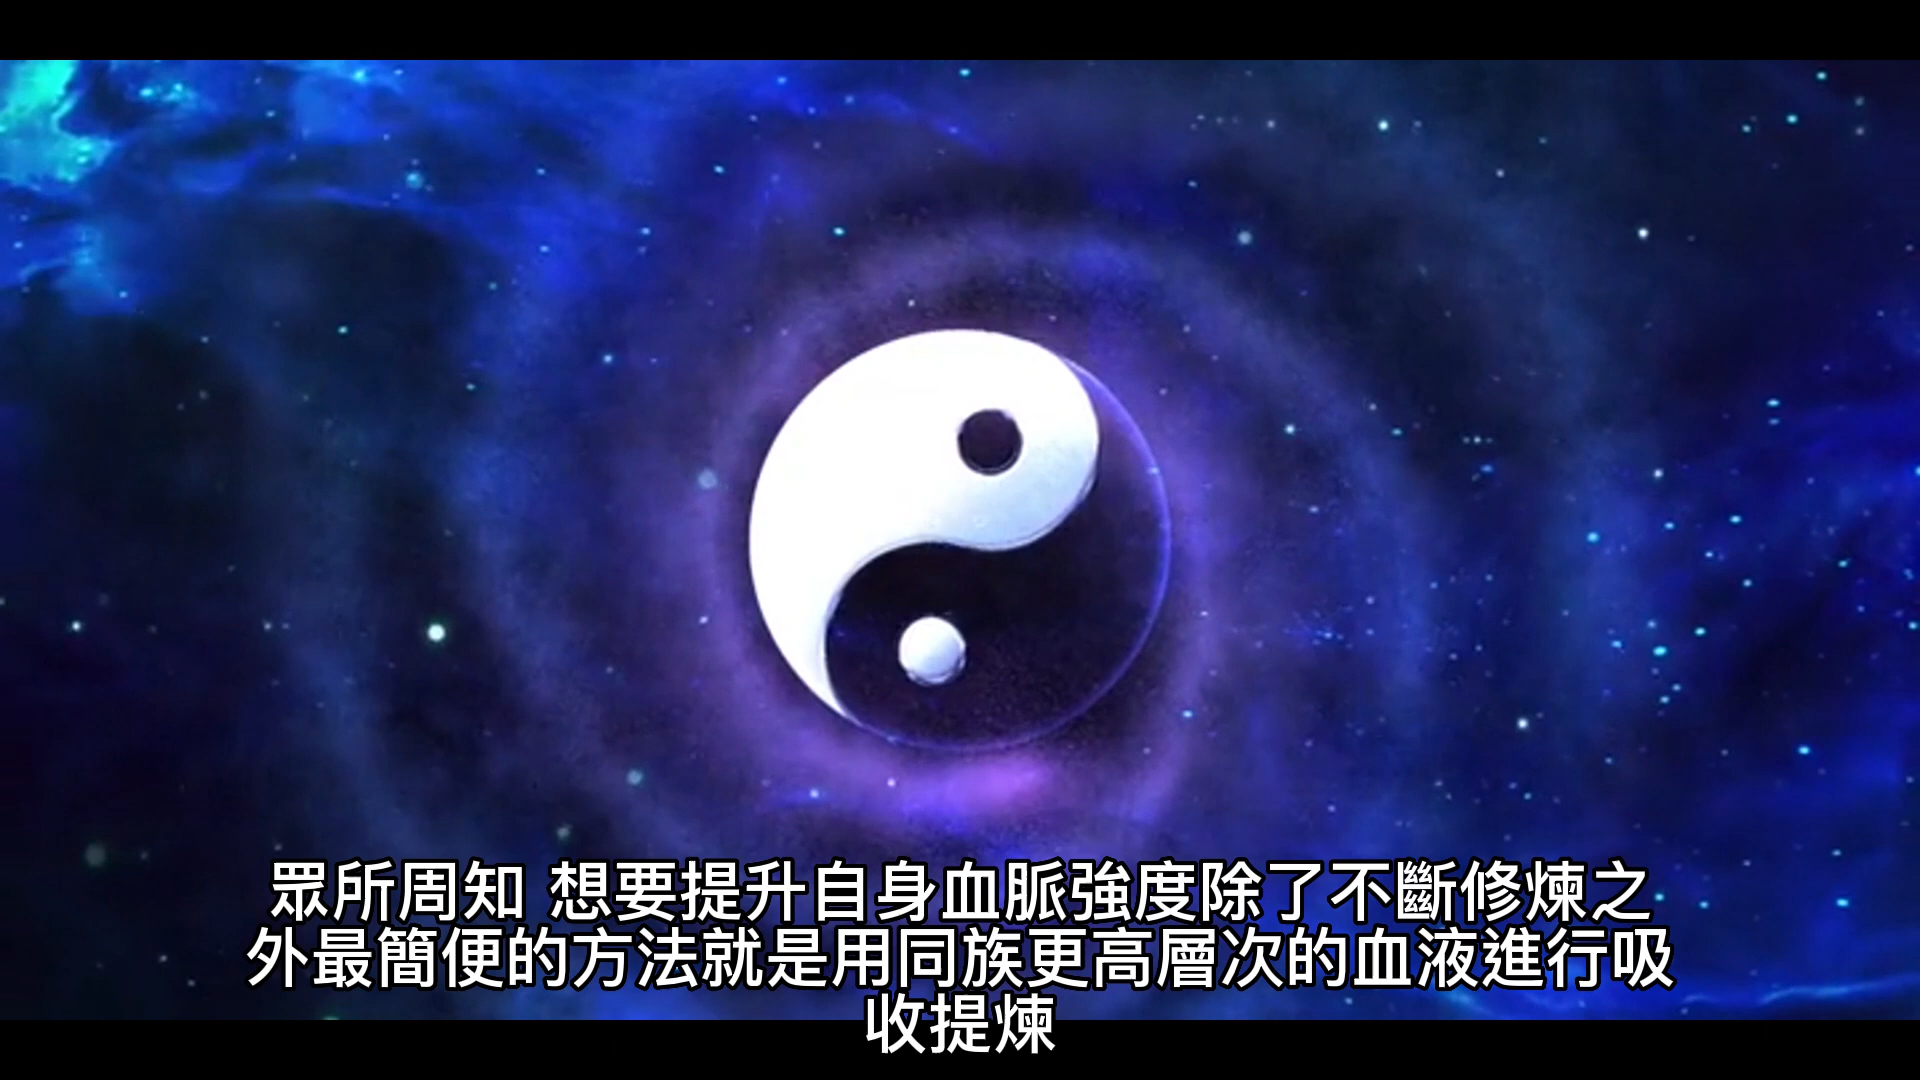 眾所周知 想要提升自身血脈強度除了不斷修煉之
外最簡便的方法就是用同族更高層次的血液進行吸
收提煉